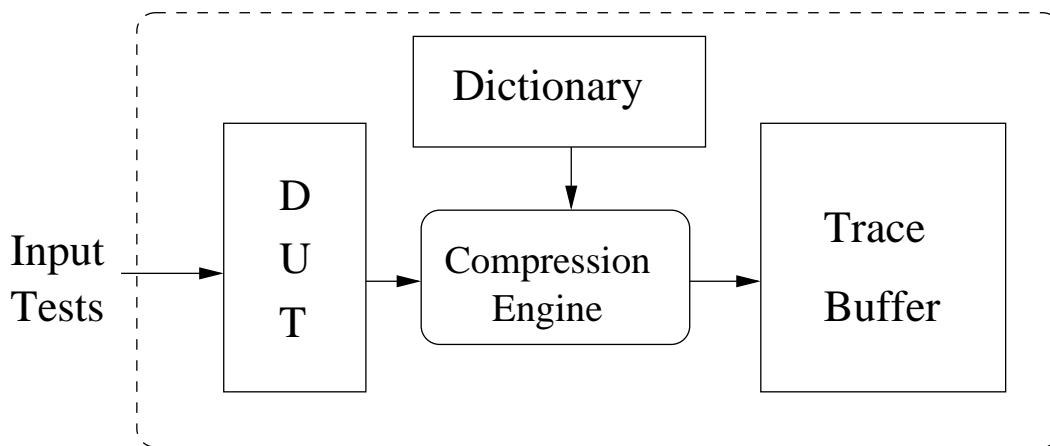 Input
Tests
D
U
T
Dictionary
Compression
Engine
Trace
Buffer